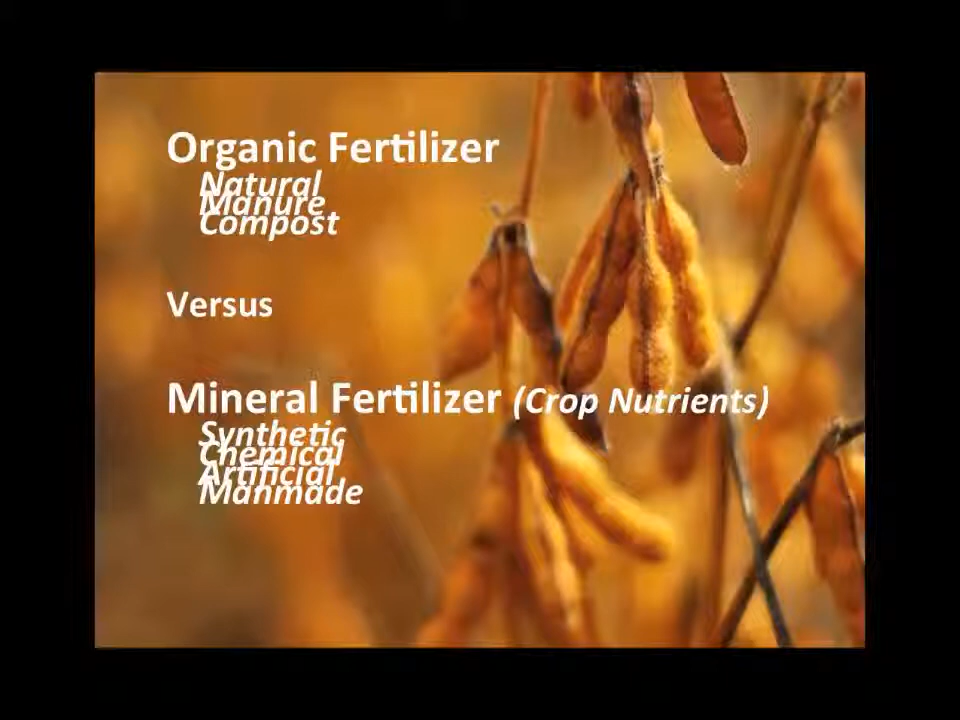 Organic Fertilizer
Natural
Manure
Compost
Versus
Mineral Fertilizer (Crop Nutrients)
Synthetic
Chemical
Artificial
Manmade